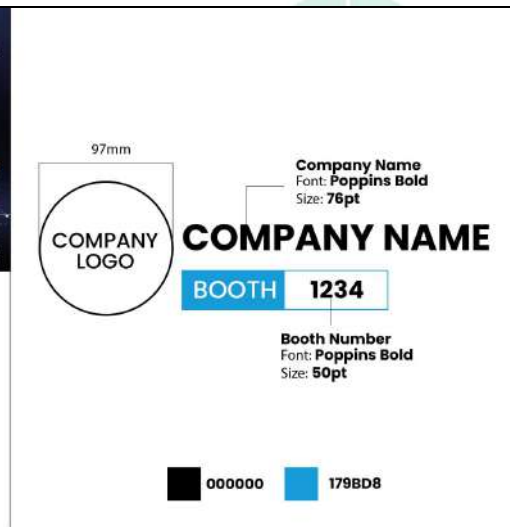 97mm
Company Name
Font: Poppins Bold
Size: 76pt
COMPANY
LOGO
COMPANY NAME
BOOTH 1234
Booth Number
Font: Poppins Bold
Size: 50pt
000000 179BD8